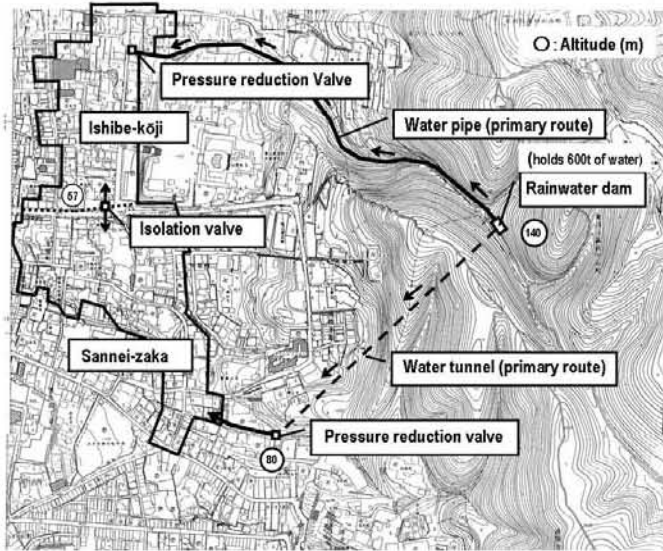 O: Altitude (m)
Pressure reduction Valve
Ishibe-kōji
Water pipe (primary route)
(holds 600t of water)
Rainwater dam
57
140
Isolation valve
Sannei-zaka
Water tunnel (primary route)
Pressure reduction valve
80